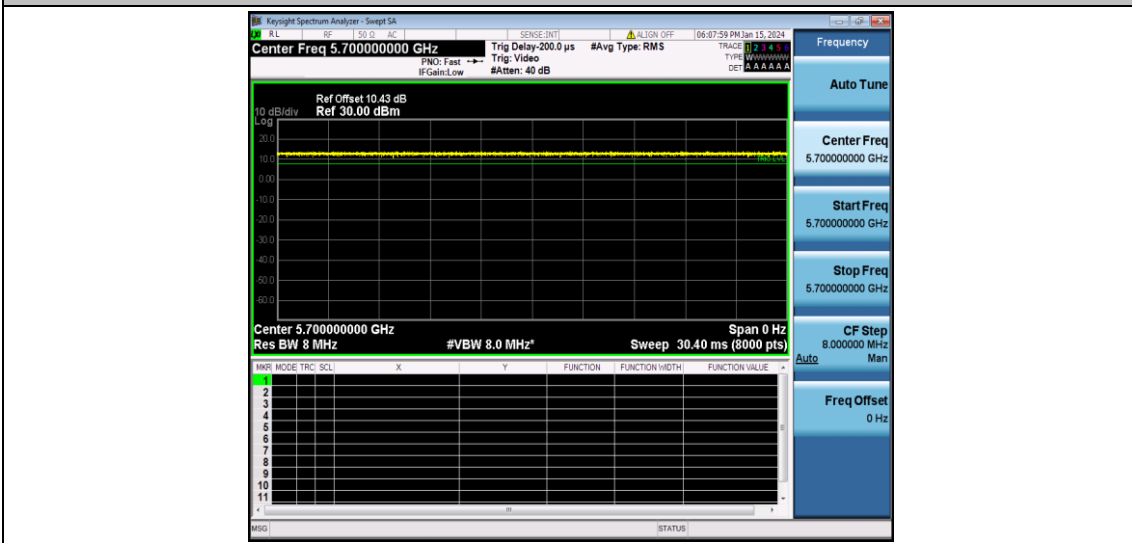 Keysight Spectrum Analyzer - Swept SA
RL RF 50 Ω AC SENSE:INT ALIGN OFF 06:07:59 PM Jan 15, 2024
Center Freq 5.700000000 GHz
PNO: Fast
IFGain:Low
Trig Delay-200.0 µs
Trig: Video
#Atten: 40 dB
#Avg Type: RMS
TRACE 1 2 3 4 5 6
TYPE WWWWWW
DET A A A A A A
Frequency
Auto Tune
Center Freq
5.700000000 GHz
Start Freq
5.700000000 GHz
Stop Freq
5.700000000 GHz
CF Step
8.000000 MHz
Auto Man
Freq Offset
0 Hz
Ref Offset 10.43 dB
10 dB/div Ref 30.00 dBm
Log
20.0
10.0
0.00
-10.0
-20.0
-30.0
-40.0
-50.0
-60.0
TRIG LVL
Center 5.700000000 GHz Span 0 Hz
Res BW 8 MHz #VBW 8.0 MHz* Sweep 30.40 ms (8000 pts)
MKR MODE TRC SCL X Y FUNCTION FUNCTION WIDTH FUNCTION VALUE
1
2
3
4
5
6
7
8
9
10
11
MSG STATUS